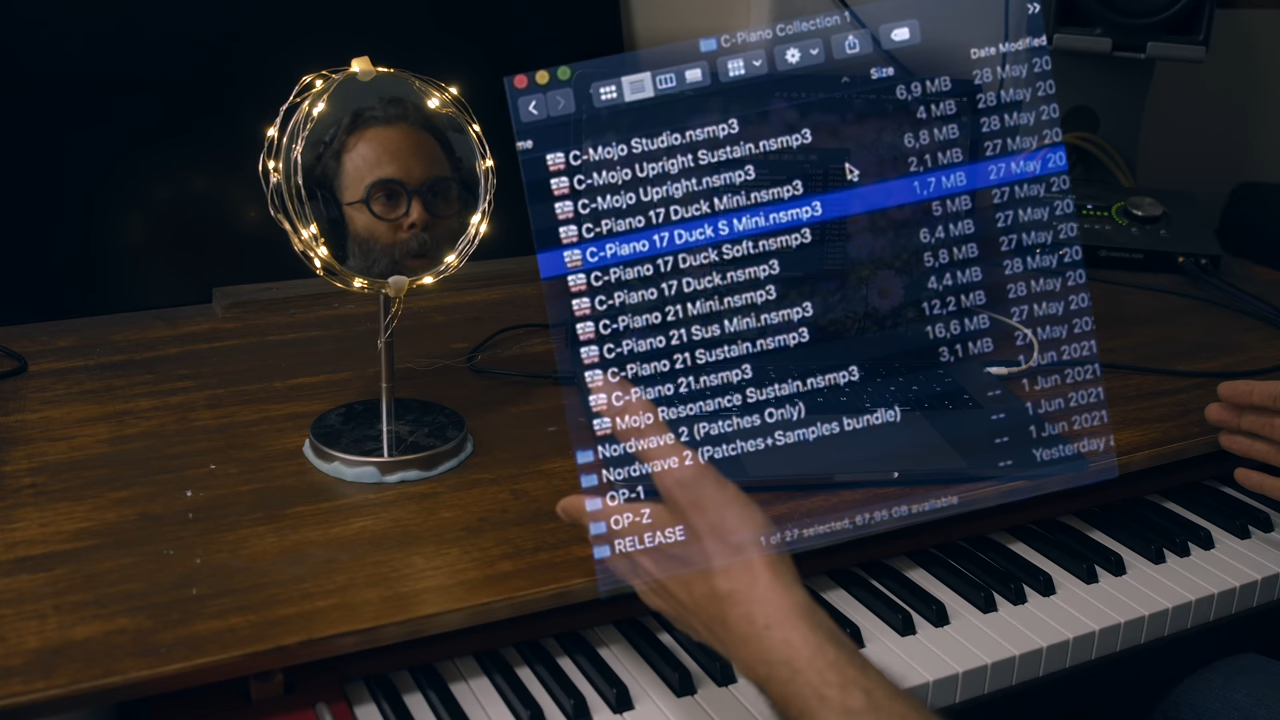 C-Piano Collection 1
me
Size
Date Modified
C-Mojo Studio.nsmp3 6,9 MB 28 May 20
C-Mojo Upright Sustain.nsmp3 4 MB 28 May 20
C-Mojo Upright.nsmp3 6,8 MB 28 May 20
C-Piano 17 Duck Mini.nsmp3 2,1 MB 28 May 20
C-Piano 17 Duck S Mini.nsmp3 1,7 MB 27 May 20
C-Piano 17 Duck Soft.nsmp3 5 MB 27 May 20
C-Piano 17 Duck.nsmp3 6,4 MB 27 May 20
C-Piano 21 Mini.nsmp3 5,8 MB 27 May 20
C-Piano 21 Sus Mini.nsmp3 4,4 MB 28 May 20
C-Piano 21 Sustain.nsmp3 12,2 MB 28 May 20
C-Piano 21.nsmp3 16,6 MB 27 May 20
Mojo Resonance Sustain.nsmp3 3,1 MB 27 May 20
Nordwave 2 (Patches Only) -- 1 Jun 2021
Nordwave 2 (Patches+Samples bundle) -- 1 Jun 2021
OP-1 -- 1 Jun 2021
OP-Z -- 1 Jun 2021
RELEASE -- Yesterday
1 of 27 selected, 67,95 GB available